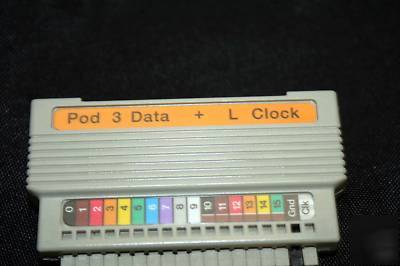 Pod 3 Data + L Clock
0 1 2 3 4 5 6 7 8 9 10 11 12 13 14 15 Gnd Clk